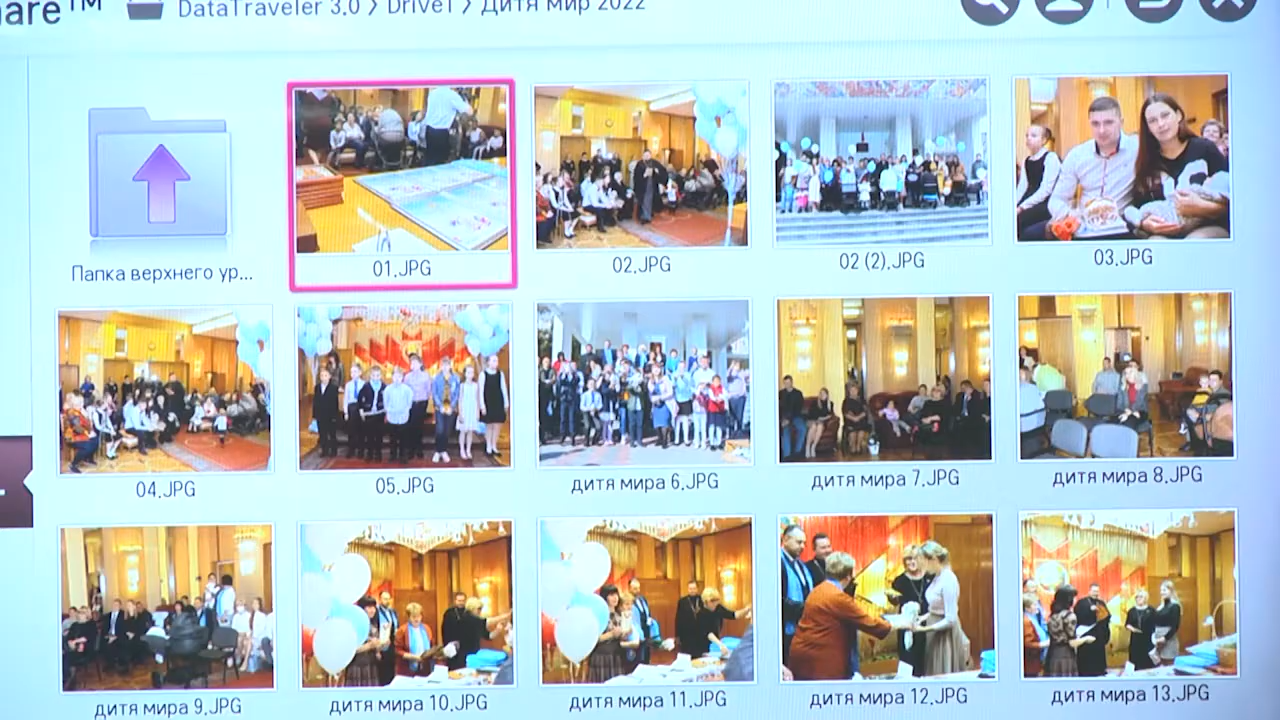 are™ DataTraveler 3.0 > Drive1 > Дитя мир 2022
Папка верхнего ур...
01.JPG
02.JPG
02 (2).JPG
03.JPG
04.JPG
05.JPG
дитя мира 6.JPG
дитя мира 7.JPG
дитя мира 8.JPG
дитя мира 9.JPG
дитя мира 10.JPG
дитя мира 11.JPG
дитя мира 12.JPG
дитя мира 13.JPG